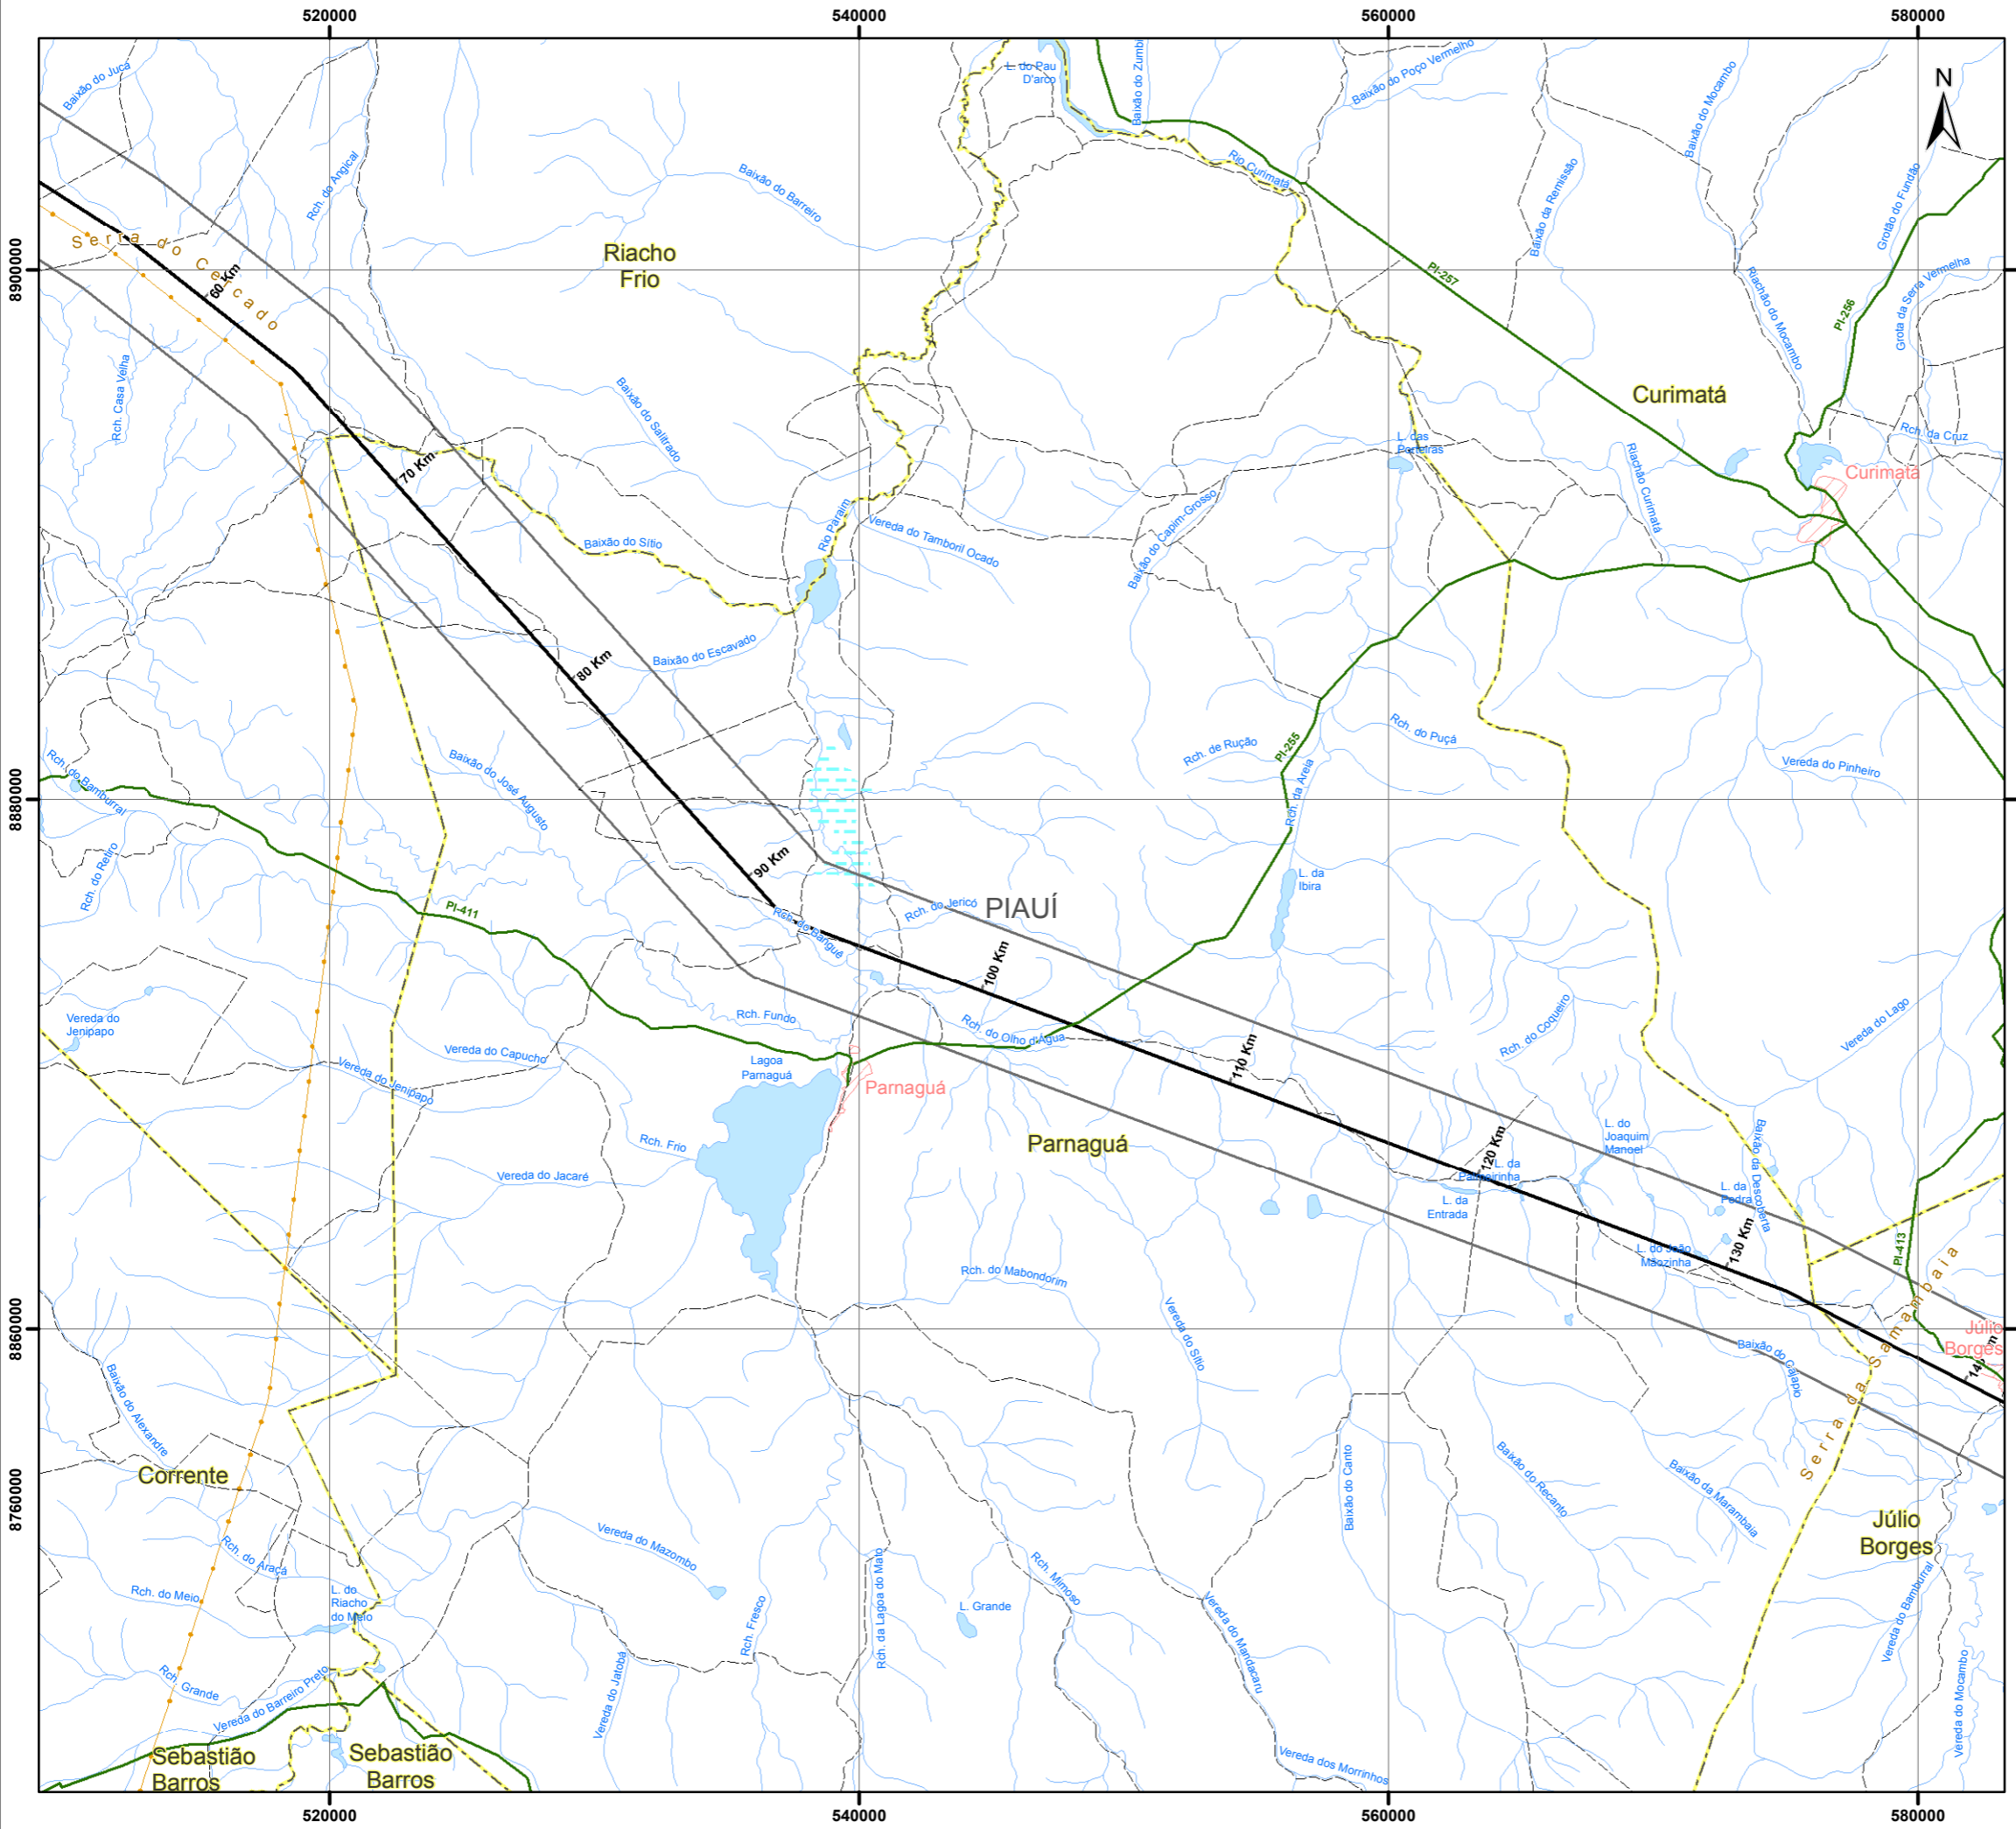 520000
540000
560000
580000
N
Baixão do Jucá
L. do Pau
D'arco
Baixão do Zumbi
Baixão do Poço Vermelho
Baixão do Mocambo
Rch. do Angical
Baixão do Barreiro
Rio Curimatá
Baixão da Remissão
Grotão do Fundão
Serra do Cercado
60 Km
Riacho
Frio
PI-257
Riachão do Mocambo
PI-256
Grota da Serra Vermelha
8900000
Rch. Casa Velha
Baixão do Salitrado
Curimatá
L. das
Porteiras
Rch. da Cruz
Curimatá
70 Km
Riachão Curimatá
Baixão do Sítio
Rio Paraim
Vereda do Tamboril Ocado
Baixão do Capim-Grosso
80 Km
Baixão do Escavado
Rch. do Bamburral
Baixão do José Augusto
Rch. de Rução
PI-255
Rch. do Puçá
Rch. da Areia
Vereda do Pinheiro
8880000
Rch. do Retiro
PI-411
90 Km
L. da
Ibira
Rch. do Bangué
Rch. do Jericó
PIAUÍ
100 Km
Vereda do
Jenipapo
Vereda do Jenipapo
Vereda do Capucho
Rch. Fundo
Rch. do Olho d'Agua
Rch. do Coqueiro
Vereda do Lago
Lagoa
Parnaguá
Parnaguá
110 Km
Rch. Frio
Parnaguá
120 Km
L. do
Joaquim
Manoel
Baixão da Descoberta
Vereda do Jacaré
L. da
Palmeirinha
L. da
Entrada
L. da
Pedra
L. do João
Mãozinha
130 Km
PI-413
Serra da Samambaia
Rch. do Mabondorim
Vereda do Sítio
8860000
Baixão do Cajapio
Júlio
Borges
Baixão do Alexandre
Corrente
Baixão do Canto
Baixão do Recanto
Baixão da Marambaia
8760000
Júlio
Borges
Rch. do Araçá
Rch. do Meio
L. do
Riacho
do Meio
Vereda do Mazombo
Rch. Fresco
Rch. da Lagoa do Mato
L. Grande
Rch. Mimoso
Vereda do Mandacaru
Vereda do Bamburral
Rch. Grande
Vereda do Barreiro Preto
Vereda do Jatobá
Vereda do Mocambo
Sebastião
Barros
Sebastião
Barros
Vereda dos Morrinhos
520000
540000
560000
580000